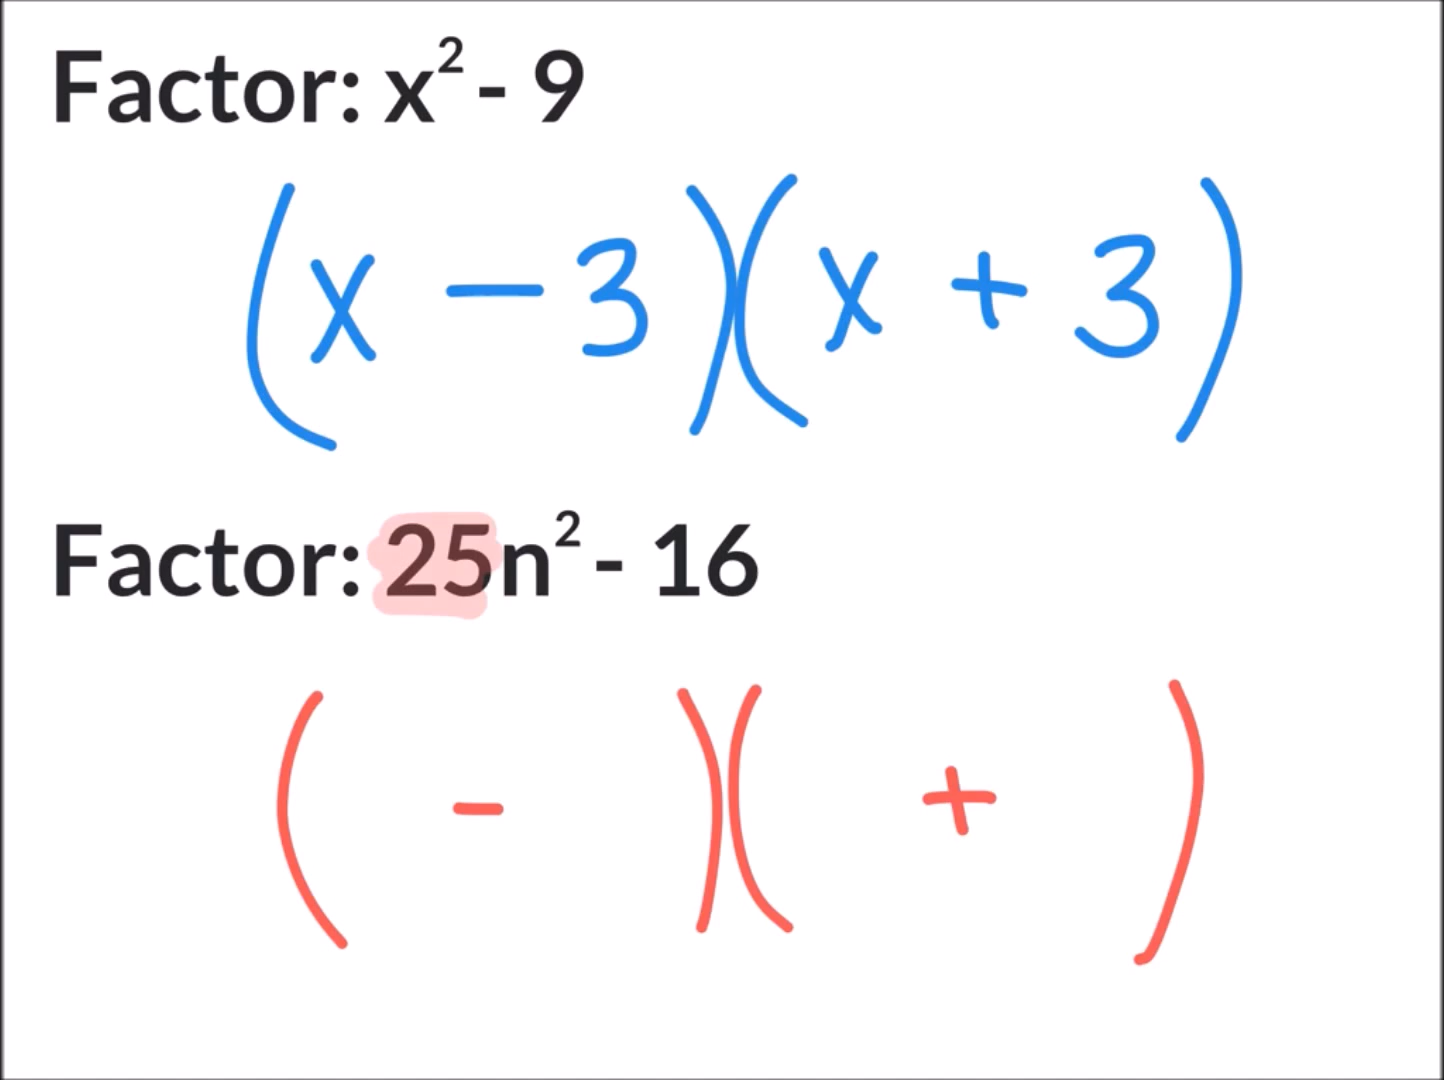 Factor: x² - 9
(x - 3)(x + 3)
Factor: 25n² - 16
( - )( + )